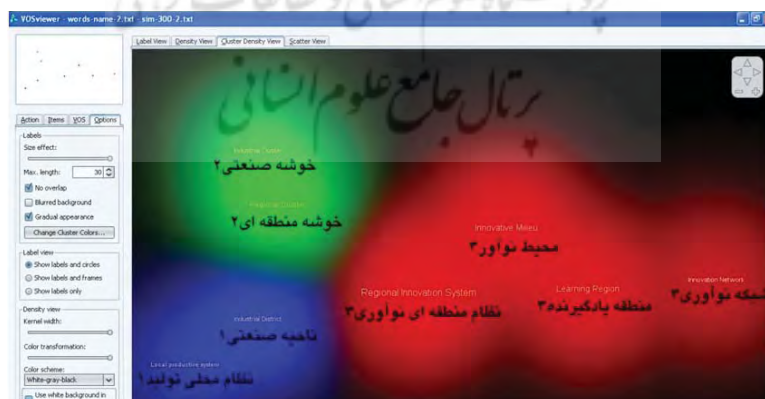 VOSviewer - words-name-2.txt - sim-300-2.txt
Label View Density View Cluster Density View Scatter View
پرتال جامع علوم انسانی
Action Items VOS Options
Labels
Size effect:
Max. length: 30
No overlap
Blurred background
Gradual appearance
Change Cluster Colors...
Label view
Show labels and circles
Show labels and frames
Show labels only
Density view
Kernel width:
Color transformation:
Color scheme:
White-gray-black
Use white background in
Industrial Cluster
خوشه صنعتی۲
Regional Cluster
خوشه منطقه ای۲
Innovative Milieu
محیط نوآور۳
Regional Innovation System
نظام منطقه ای نوآوری۳
Learning Region
منطقه یادگیرنده۳
Innovation Network
شبکه نوآوری۳
Industrial District
ناحیه صنعتی۱
Local production system
نظام محلی تولید۱